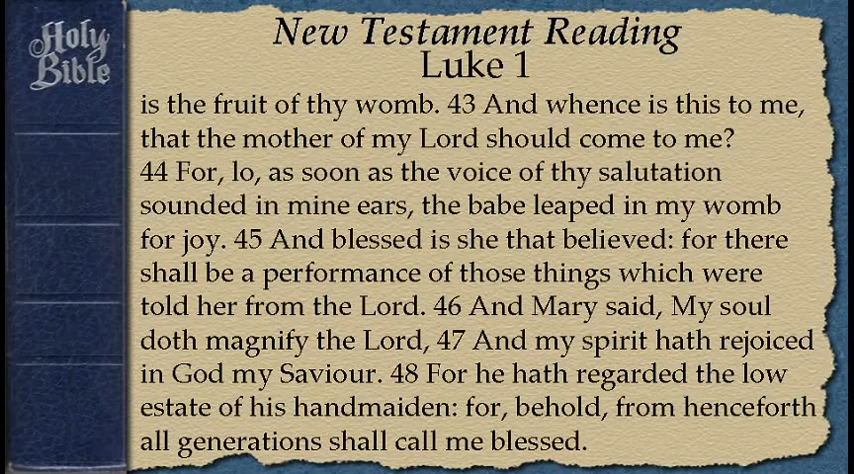 Holy
Bible
New Testament Reading
Luke 1
is the fruit of thy womb. 43 And whence is this to me,
that the mother of my Lord should come to me?
44 For, lo, as soon as the voice of thy salutation
sounded in mine ears, the babe leaped in my womb
for joy. 45 And blessed is she that believed: for there
shall be a performance of those things which were
told her from the Lord. 46 And Mary said, My soul
doth magnify the Lord, 47 And my spirit hath rejoiced
in God my Saviour. 48 For he hath regarded the low
estate of his handmaiden: for, behold, from henceforth
all generations shall call me blessed.